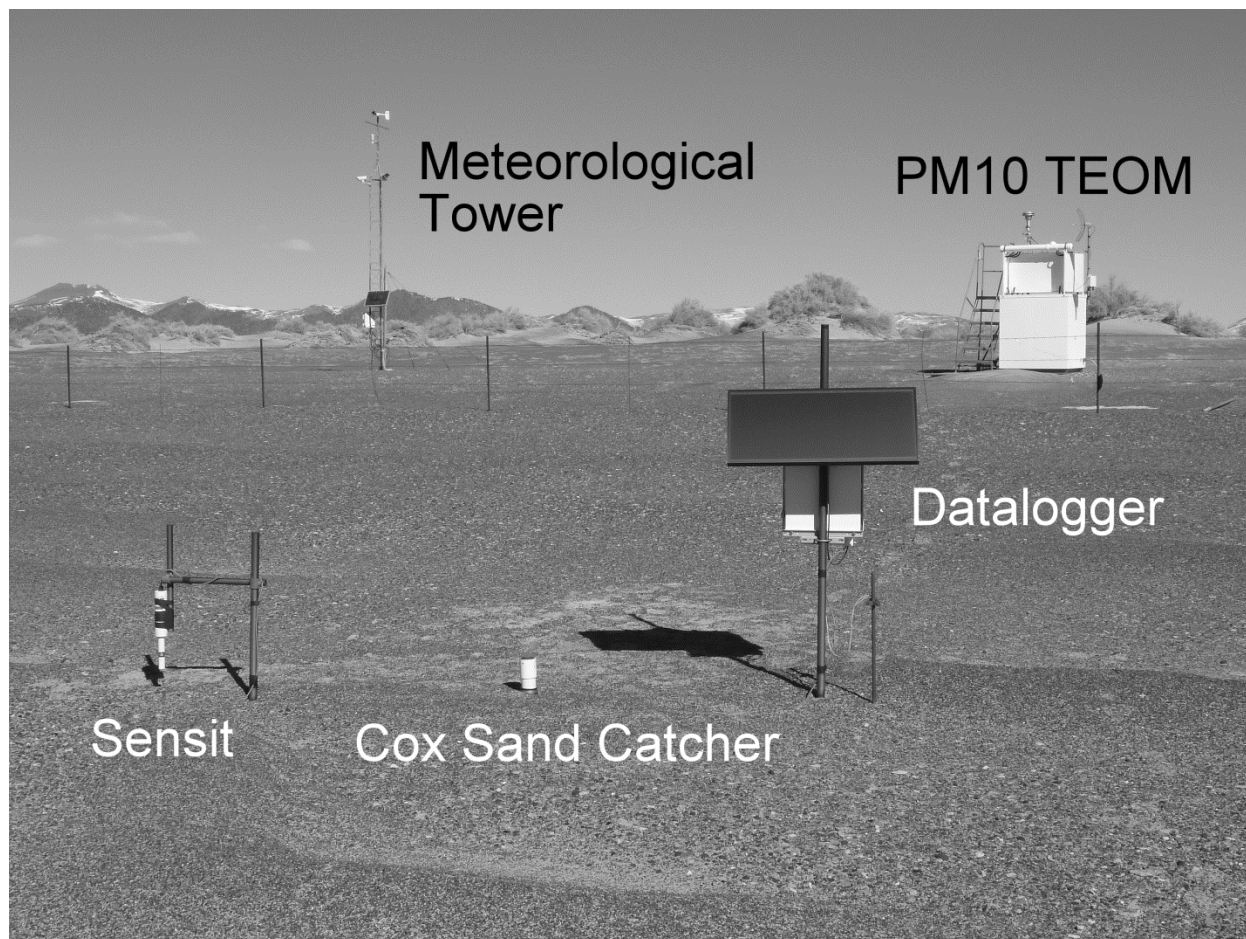 Meteorological
Tower
PM10 TEOM
Datalogger
Sensit
Cox Sand Catcher